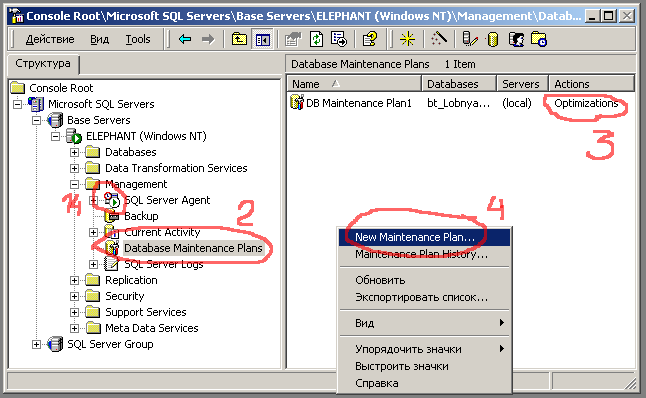 Console Root\Microsoft SQL Servers\Base Servers\ELEPHANT (Windows NT)\Management\Datab...
Действие Вид Tools
Структура
Database Maintenance Plans 1 Item
Console Root
Microsoft SQL Servers
Base Servers
ELEPHANT (Windows NT)
Databases
Data Transformation Services
Management
SQL Server Agent
Backup
Current Activity
Database Maintenance Plans
SQL Server Logs
Replication
Security
Support Services
Meta Data Services
SQL Server Group
Name Databases Servers Actions
DB Maintenance Plan1 bt_Lobnya... (local) Optimizations
3
2
4
New Maintenance Plan...
Maintenance Plan History...
Обновить
Экспортировать список...
Вид
Упорядочить значки
Выстроить значки
Справка